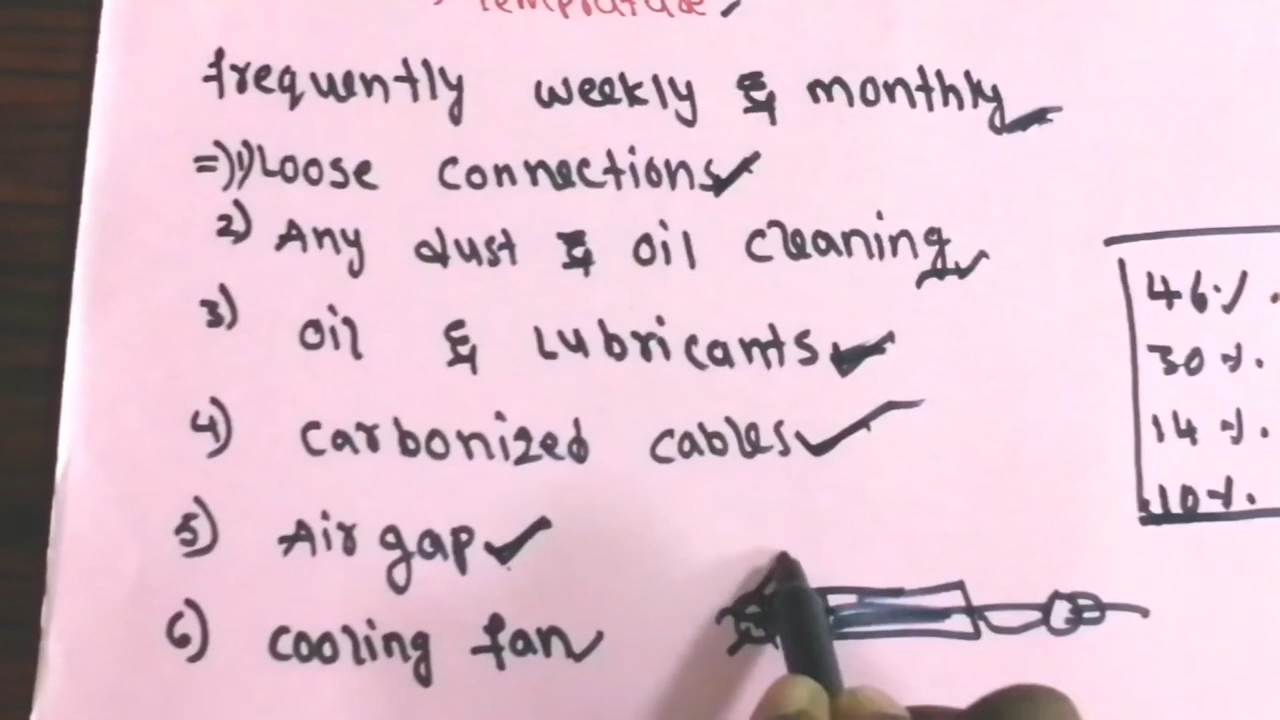 Temprature
frequently weekly & monthly
=)1) Loose connections
2) Any dust & oil cleaning
3) oil & Lubricants
4) carbonized cables
5) Air gap
6) cooling fan
46%.
30%.
14%.
10%.